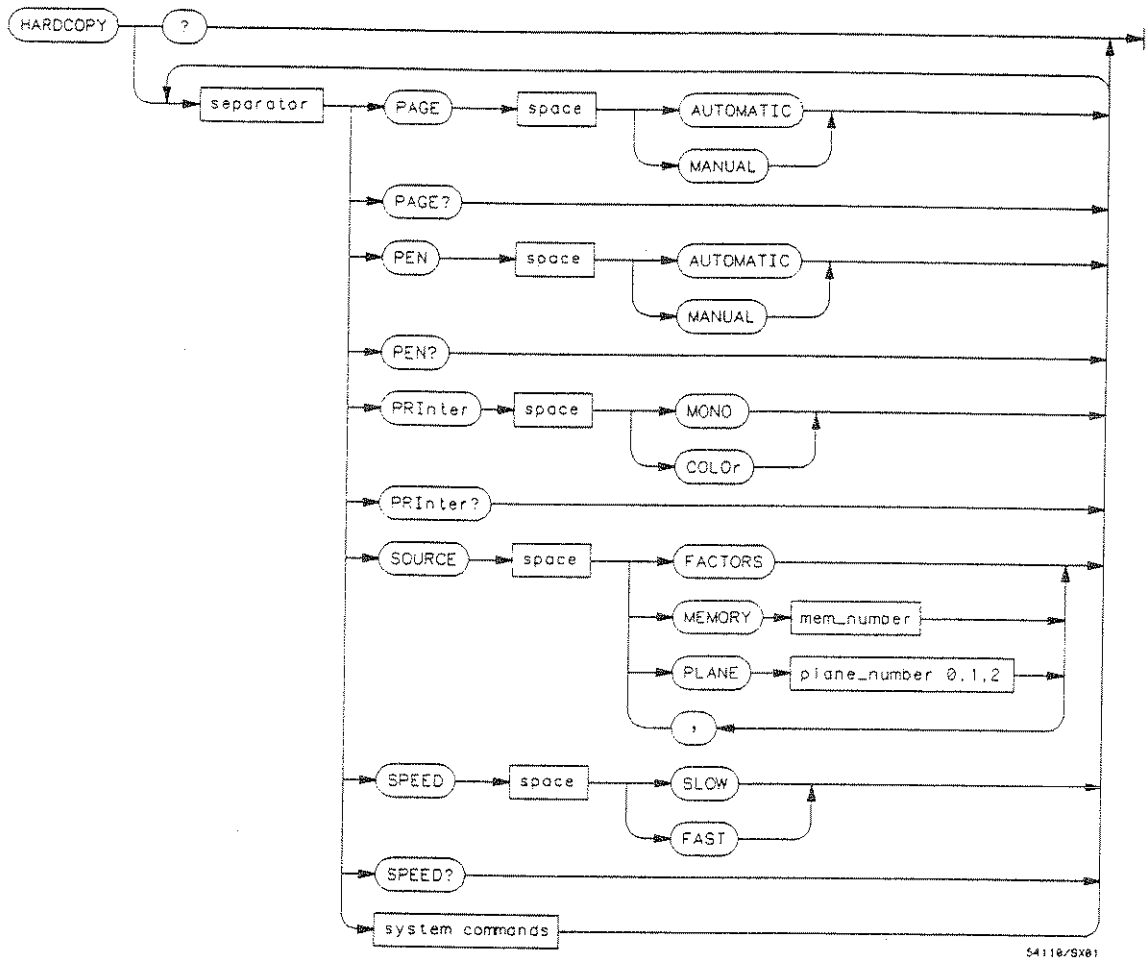 HARDCOPY ?
separator PAGE space AUTOMATIC
MANUAL
PAGE?
PEN space AUTOMATIC
MANUAL
PEN?
PRInter space MONO
COLOr
PRInter?
SOURCE space FACTORS
MEMORY mem_number
PLANE plane_number 0,1,2
,
SPEED space SLOW
FAST
SPEED?
system commands
54110/SX01